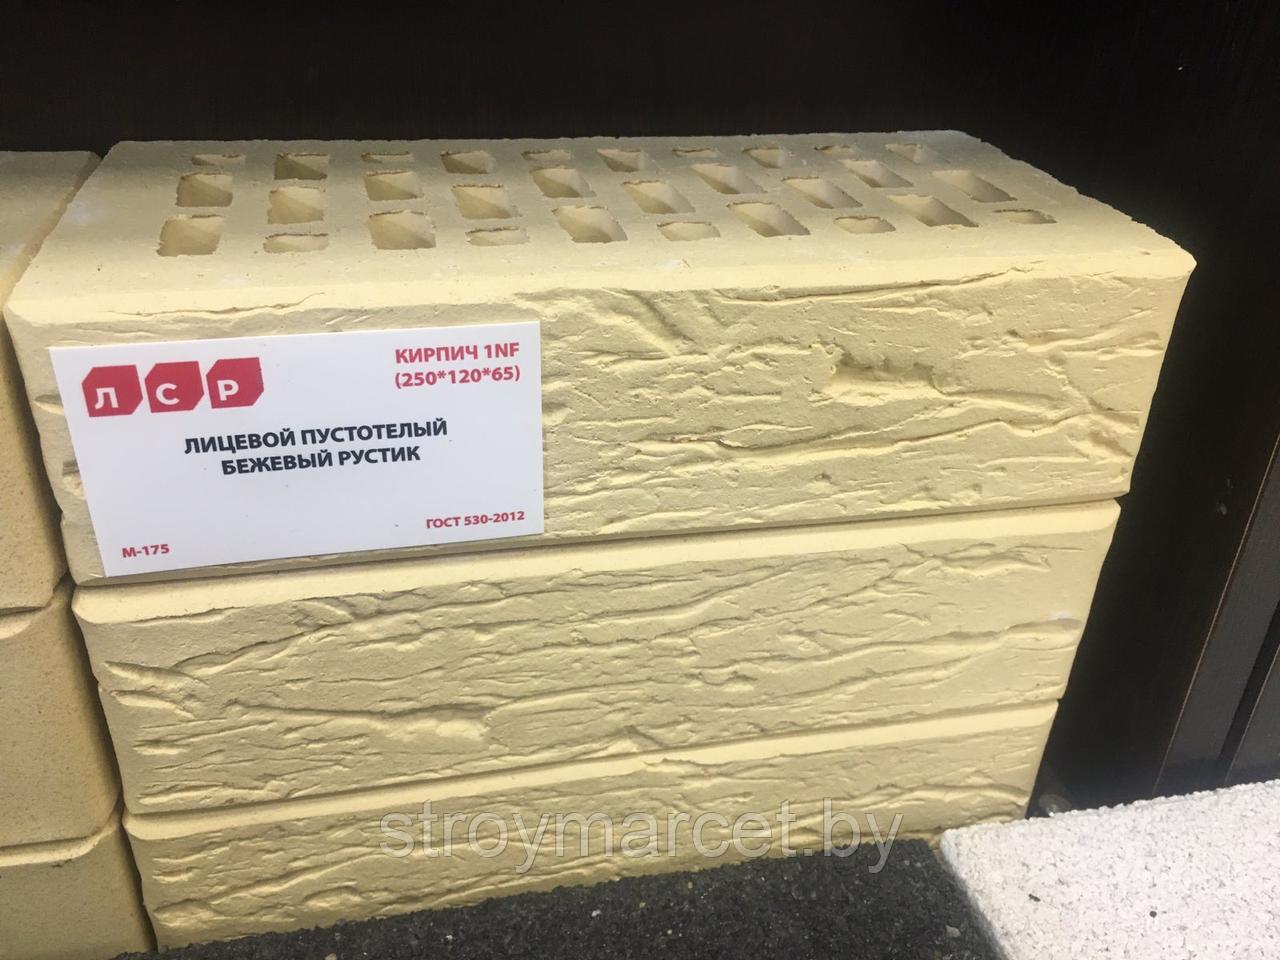 ЛСР
КИРПИЧ 1NF
(250*120*65)
ЛИЦЕВОЙ ПУСТОТЕЛЫЙ
БЕЖЕВЫЙ РУСТИК
ГОСТ 530-2012
М-175
stroymarcet.by